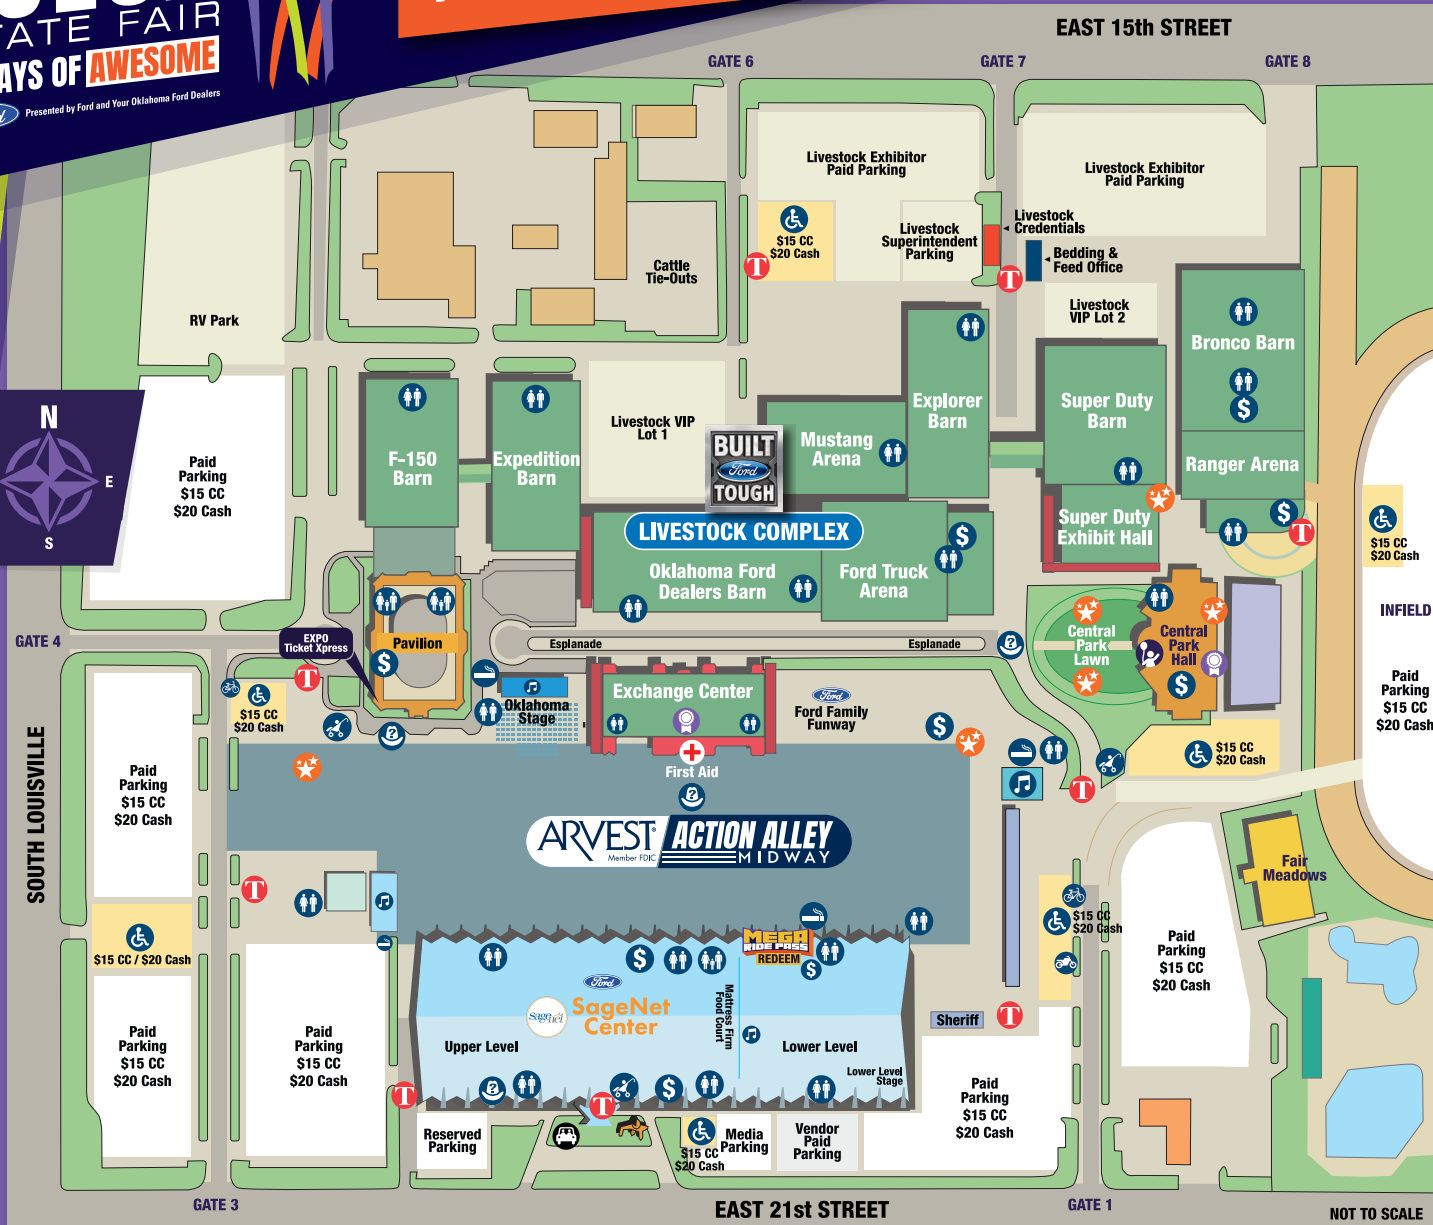 STATE FAIR
DAYS OF AWESOME
Presented by Ford and Your Oklahoma Ford Dealers
EAST 15th STREET
GATE 6
GATE 7
GATE 8
Livestock Exhibitor
Paid Parking
Livestock Exhibitor
Paid Parking
$15 CC
$20 Cash
T
Livestock
Superintendent
Parking
Livestock
Credentials
Bedding &
Feed Office
T
Cattle
Tie-Outs
Livestock
VIP Lot 2
RV Park
Bronco Barn
$
N
E
S
Paid
Parking
$15 CC
$20 Cash
F-150
Barn
Expedition
Barn
Livestock VIP
Lot 1
BUILT
Ford
TOUGH
Mustang
Arena
Explorer
Barn
Super Duty
Barn
Ranger Arena
Super Duty
Exhibit Hall
$
T
$15 CC
$20 Cash
LIVESTOCK COMPLEX
Oklahoma Ford
Dealers Barn
Ford Truck
Arena
$
INFIELD
Paid
Parking
$15 CC
$20 Cash
GATE 4
EXPO
Ticket Xpress
Pavilion
$
Esplanade
Esplanade
Central
Park
Lawn
Central
Park
Hall
$
T
$15 CC
$20 Cash
Oklahoma
Stage
Exchange Center
Ford
Ford Family
Funway
$
First Aid
$15 CC
$20 Cash
T
SOUTH LOUISVILLE
Paid
Parking
$15 CC
$20 Cash
ARVEST
Member FDIC
ACTION ALLEY
MIDWAY
Fair
Meadows
T
$15 CC / $20 Cash
$15 CC
$20 Cash
MEGA
RIDE PASS
REDEEM
$
$
Ford
Sagenet
SageNet
Center
Mattress Firm
Food Court
Upper Level
Lower Level
Lower Level
Stage
$
Sheriff
T
Paid
Parking
$15 CC
$20 Cash
Paid
Parking
$15 CC
$20 Cash
Paid
Parking
$15 CC
$20 Cash
Paid
Parking
$15 CC
$20 Cash
T
T
Reserved
Parking
$15 CC
$20 Cash
Media
Parking
Vendor
Paid
Parking
GATE 3
EAST 21st STREET
GATE 1
NOT TO SCALE